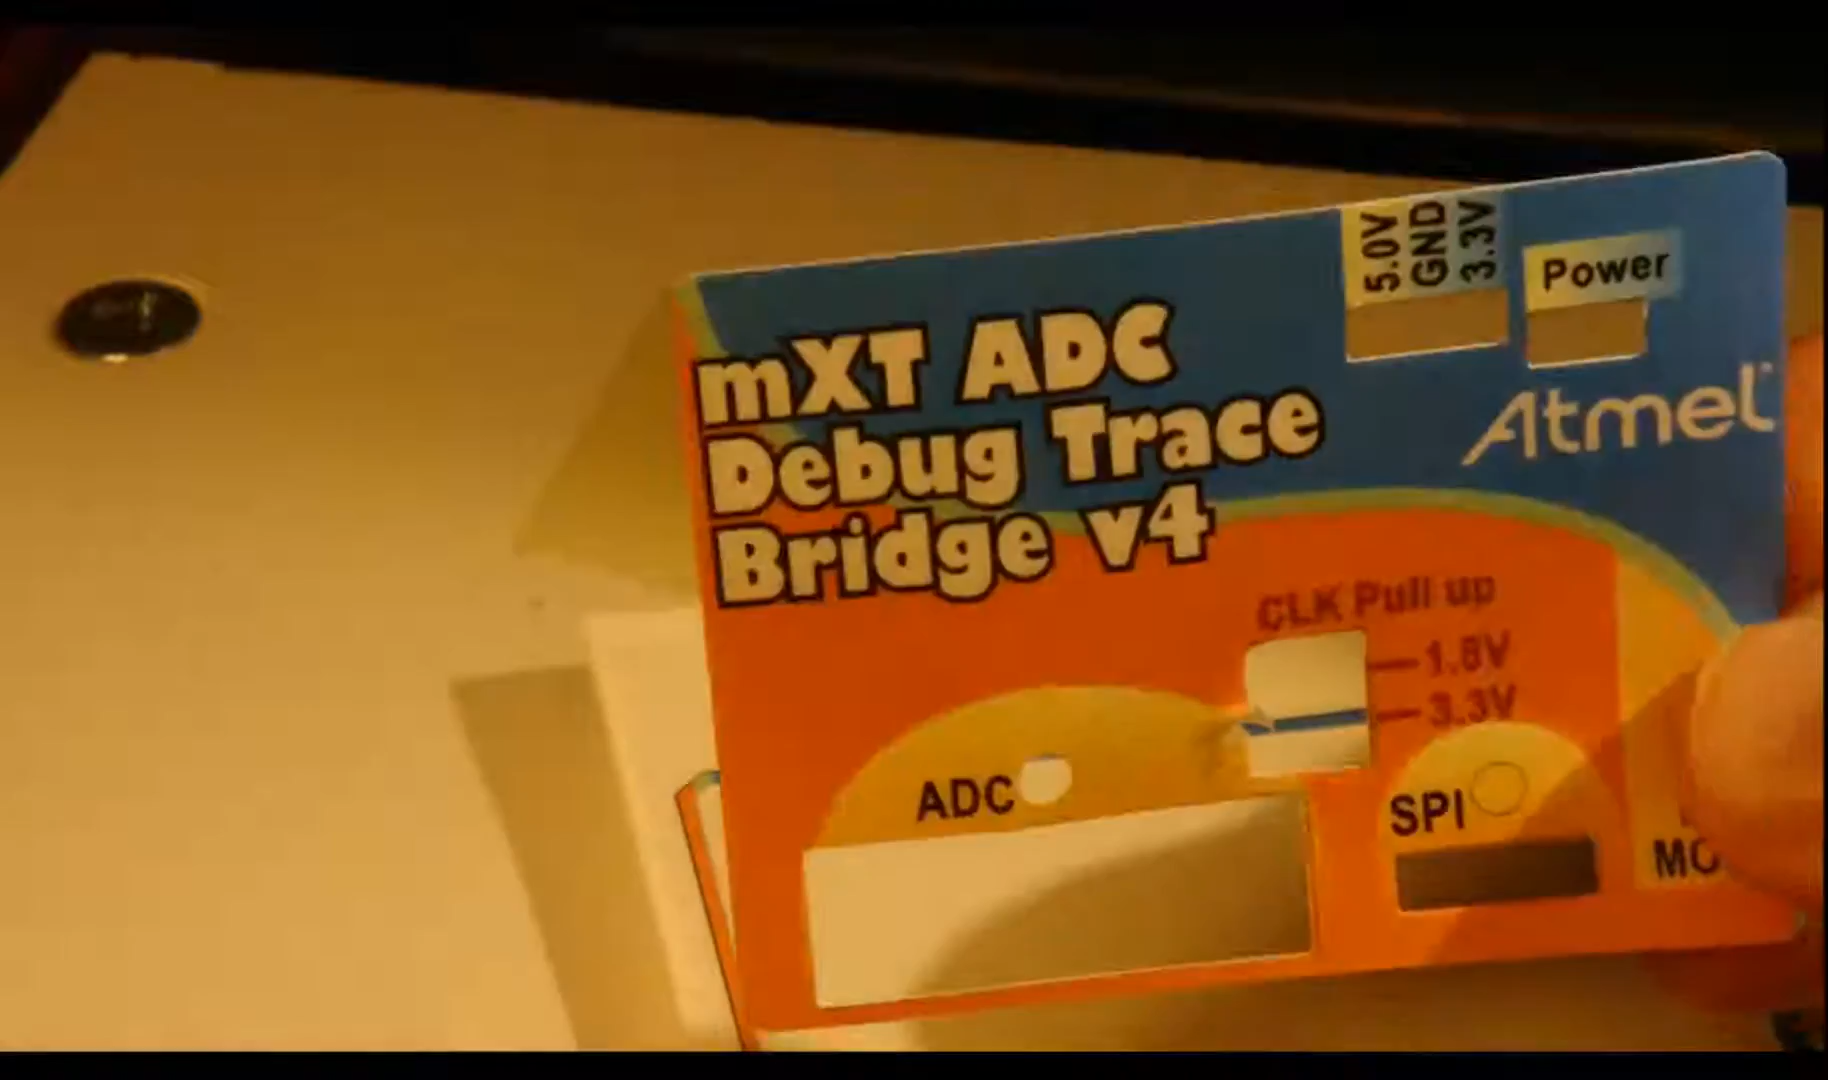 5.0V
GND
3.3V
Power
mXT ADC
Debug Trace
Bridge v4
Atmel
CLK Pull up
1.8V
3.3V
ADC
SPI